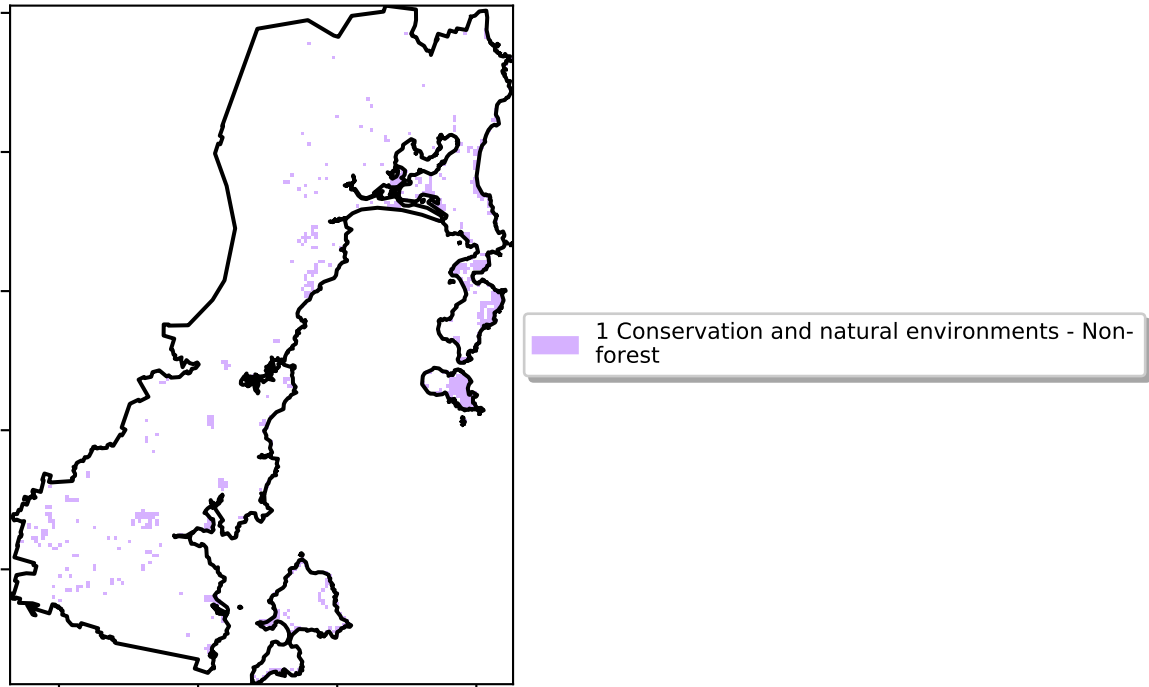 1 Conservation and natural environments - Non-
forest